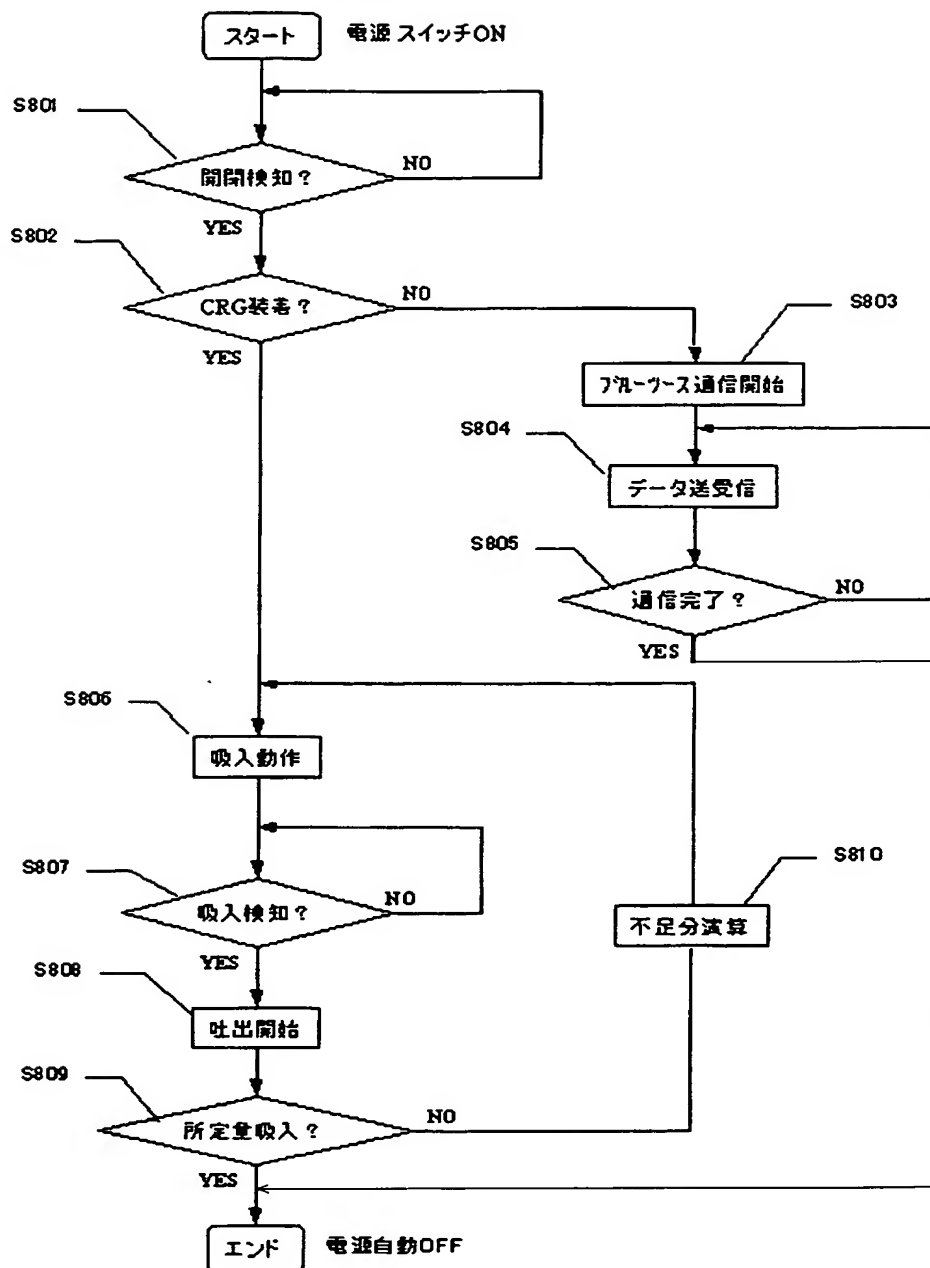 スタート 電源スイッチON
S801
開閉検知?
NO
YES
S802
CRG装着?
NO
YES
S803
ブルーツース通信開始
S804
データ送受信
S805
通信完了?
NO
YES
S806
吸入動作
S807
吸入検知?
NO
YES
S808
吐出開始
S809
所定量吸入?
NO
YES
S810
不足分演算
エンド 電源自動OFF